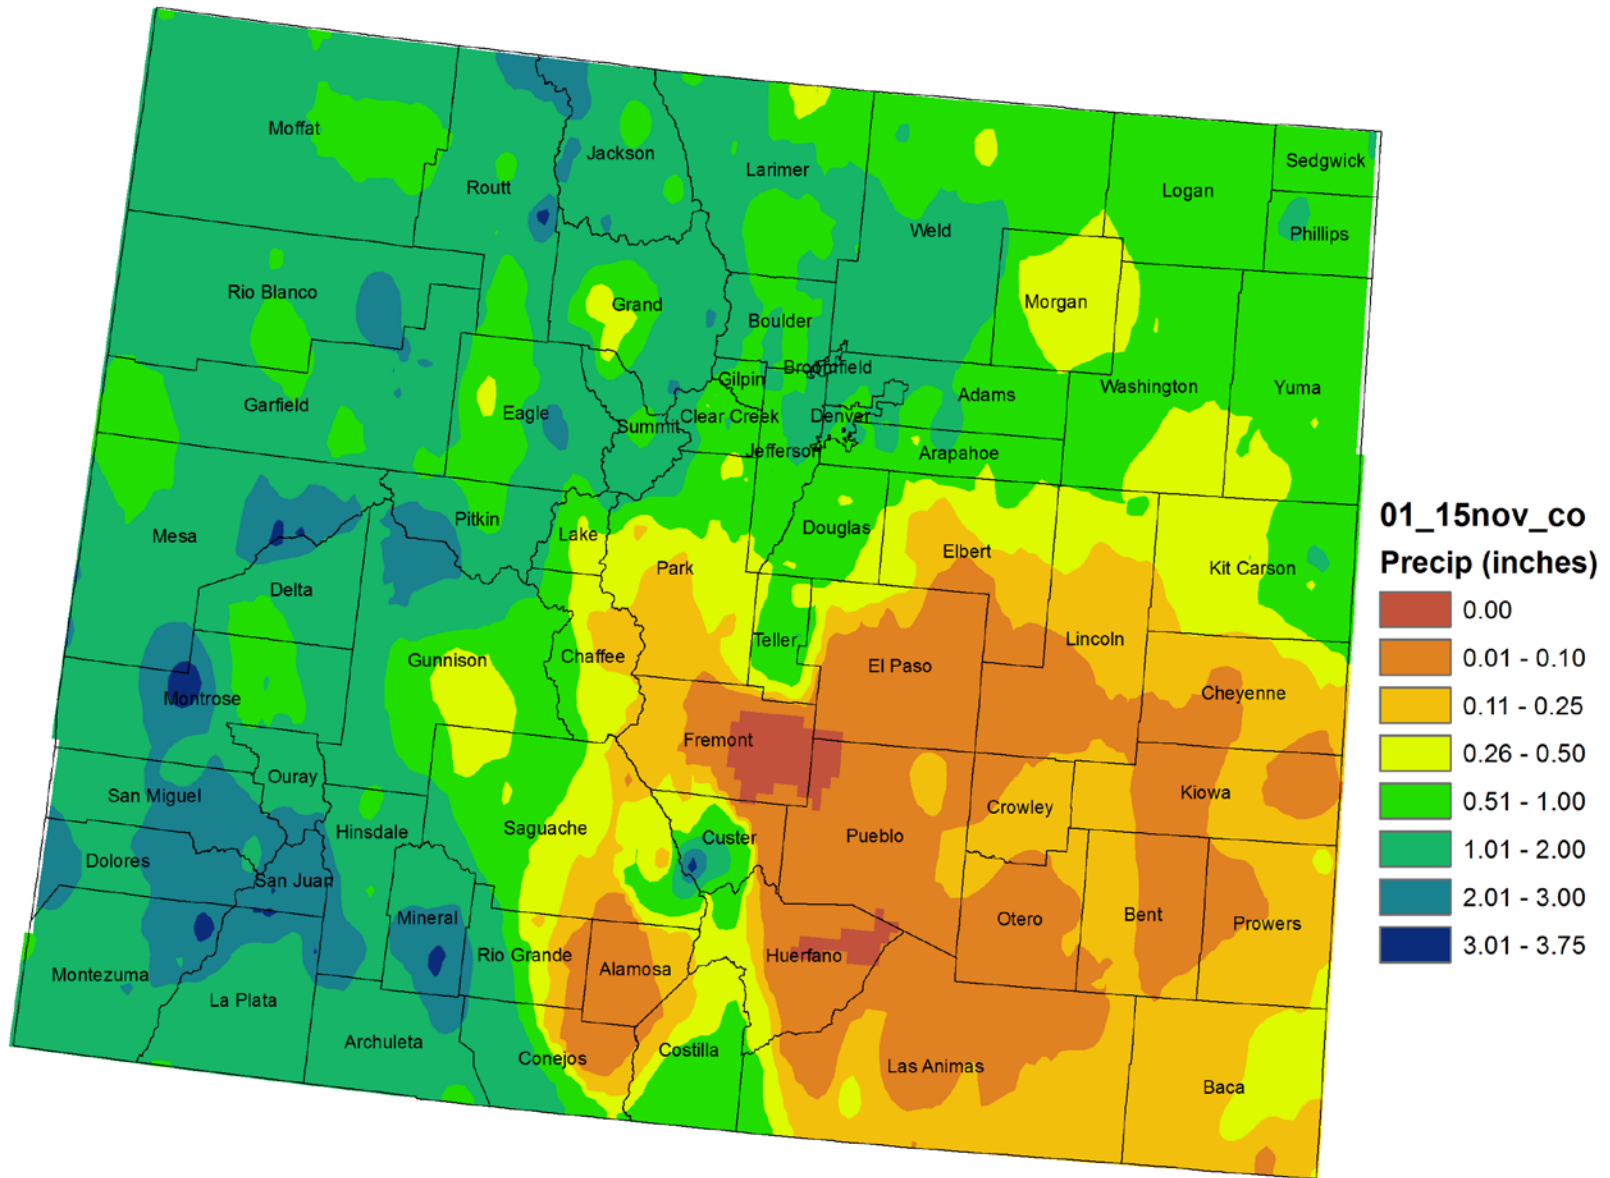 Moffat
Jackson
Routt
Larimer
Sedgwick
Logan
Phillips
Weld
Rio Blanco
Grand
Morgan
Boulder
Broomfield
Gilpin
Garfield
Eagle
Summit
Clear Creek
Denver
Adams
Washington
Yuma
Jefferson
Arapahoe
Mesa
Pitkin
Lake
Douglas
Elbert
Park
Kit Carson
Delta
Teller
Lincoln
Gunnison
Chaffee
El Paso
Cheyenne
Montrose
Fremont
Ouray
San Miguel
Kiowa
Crowley
Saguache
Hinsdale
Custer
Pueblo
Dolores
San Juan
Mineral
Otero
Bent
Prowers
Rio Grande
Alamosa
Huerfano
Montezuma
La Plata
Archuleta
Conejos
Costilla
Las Animas
Baca
01_15nov_co
Precip (inches)
0.00
0.01 - 0.10
0.11 - 0.25
0.26 - 0.50
0.51 - 1.00
1.01 - 2.00
2.01 - 3.00
3.01 - 3.75